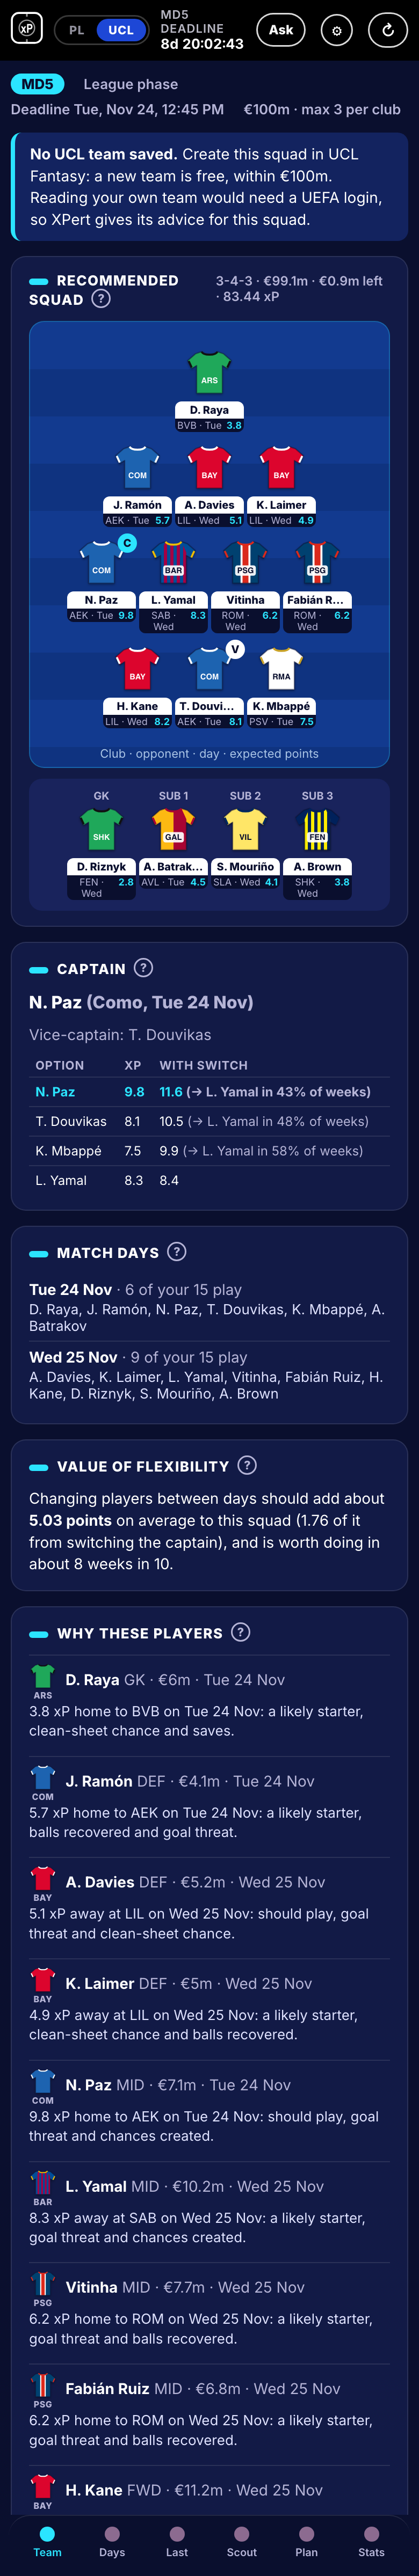 xP
PL
UCL
MD5
DEADLINE
8d 20:02:43
Ask
MD5
League phase
Deadline Tue, Nov 24, 12:45 PM
€100m · max 3 per club
No UCL team saved. Create this squad in UCL
Fantasy: a new team is free, within €100m.
Reading your own team would need a UEFA login,
so XPert gives its advice for this squad.
RECOMMENDED
SQUAD ?
3-4-3 · €99.1m · €0.9m left
· 83.44 xP
ARS
D. Raya
BVB · Tue 3.8
COM
BAY
BAY
J. Ramón
A. Davies
K. Laimer
AEK · Tue 5.7
LIL · Wed 5.1
LIL · Wed 4.9
C
COM
BAR
PSG
PSG
N. Paz
L. Yamal
Vitinha
Fabián R...
AEK · Tue 9.8
SAB · Wed 8.3
ROM · Wed 6.2
ROM · Wed 6.2
V
BAY
COM
RMA
H. Kane
T. Douvi...
K. Mbappé
LIL · Wed 8.2
AEK · Tue 8.1
PSV · Tue 7.5
Club · opponent · day · expected points
GK
SUB 1
SUB 2
SUB 3
SHK
GAL
VIL
FEN
D. Riznyk
A. Batrak...
S. Mouriño
A. Brown
FEN · Wed 2.8
AVL · Tue 4.5
SLA · Wed 4.1
SHK · Wed 3.8
CAPTAIN ?
N. Paz (Como, Tue 24 Nov)
Vice-captain: T. Douvikas
OPTION XP WITH SWITCH
N. Paz 9.8 11.6 (→ L. Yamal in 43% of weeks)
T. Douvikas 8.1 10.5 (→ L. Yamal in 48% of weeks)
K. Mbappé 7.5 9.9 (→ L. Yamal in 58% of weeks)
L. Yamal 8.3 8.4
MATCH DAYS ?
Tue 24 Nov · 6 of your 15 play
D. Raya, J. Ramón, N. Paz, T. Douvikas, K. Mbappé, A.
Batrakov
Wed 25 Nov · 9 of your 15 play
A. Davies, K. Laimer, L. Yamal, Vitinha, Fabián Ruiz, H.
Kane, D. Riznyk, S. Mouriño, A. Brown
VALUE OF FLEXIBILITY ?
Changing players between days should add about
5.03 points on average to this squad (1.76 of it
from switching the captain), and is worth doing in
about 8 weeks in 10.
WHY THESE PLAYERS ?
ARS
D. Raya GK · €6m · Tue 24 Nov
3.8 xP home to BVB on Tue 24 Nov: a likely starter,
clean-sheet chance and saves.
COM
J. Ramón DEF · €4.1m · Tue 24 Nov
5.7 xP home to AEK on Tue 24 Nov: a likely starter,
balls recovered and goal threat.
BAY
A. Davies DEF · €5.2m · Wed 25 Nov
5.1 xP away at LIL on Wed 25 Nov: should play, goal
threat and clean-sheet chance.
BAY
K. Laimer DEF · €5m · Wed 25 Nov
4.9 xP away at LIL on Wed 25 Nov: a likely starter,
clean-sheet chance and balls recovered.
COM
N. Paz MID · €7.1m · Tue 24 Nov
9.8 xP home to AEK on Tue 24 Nov: should play, goal
threat and chances created.
BAR
L. Yamal MID · €10.2m · Wed 25 Nov
8.3 xP away at SAB on Wed 25 Nov: a likely starter,
goal threat and chances created.
PSG
Vitinha MID · €7.7m · Wed 25 Nov
6.2 xP home to ROM on Wed 25 Nov: a likely starter,
goal threat and balls recovered.
PSG
Fabián Ruiz MID · €6.8m · Wed 25 Nov
6.2 xP home to ROM on Wed 25 Nov: a likely starter,
goal threat and balls recovered.
BAY
H. Kane FWD · €11.2m · Wed 25 Nov
Team
Days
Last
Scout
Plan
Stats